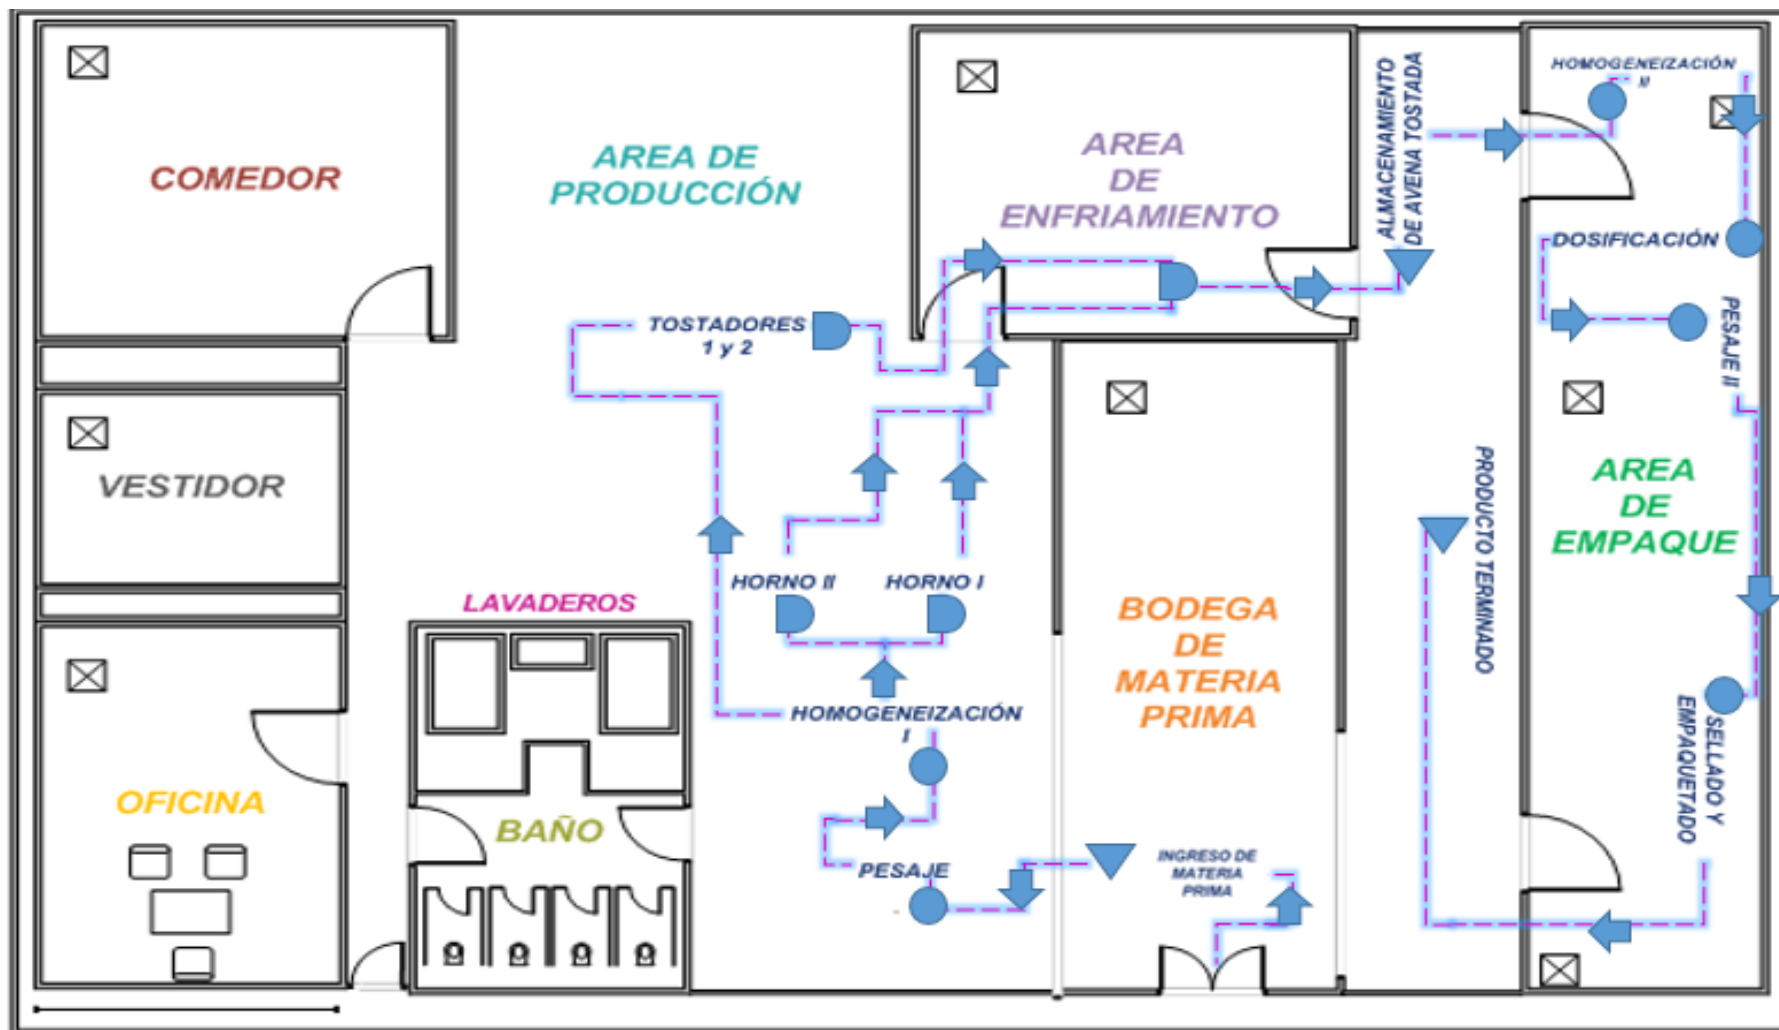 COMEDOR
AREA DE
PRODUCCIÓN
AREA
DE
ENFRIAMIENTO
ALMACENAMIENTO
DE AVENA TOSTADA
HOMOGENEIZACIÓN
II
DOSIFICACIÓN
PESAJE II
TOSTADORES
1 y 2
VESTIDOR
AREA
DE
EMPAQUE
PRODUCTO TERMINADO
HORNO II
HORNO I
LAVADEROS
BODEGA
DE
MATERIA
PRIMA
HOMOGENEIZACIÓN
I
SELLADO Y
EMPAQUETADO
OFICINA
BAÑO
PESAJE
INGRESO DE
MATERIA
PRIMA